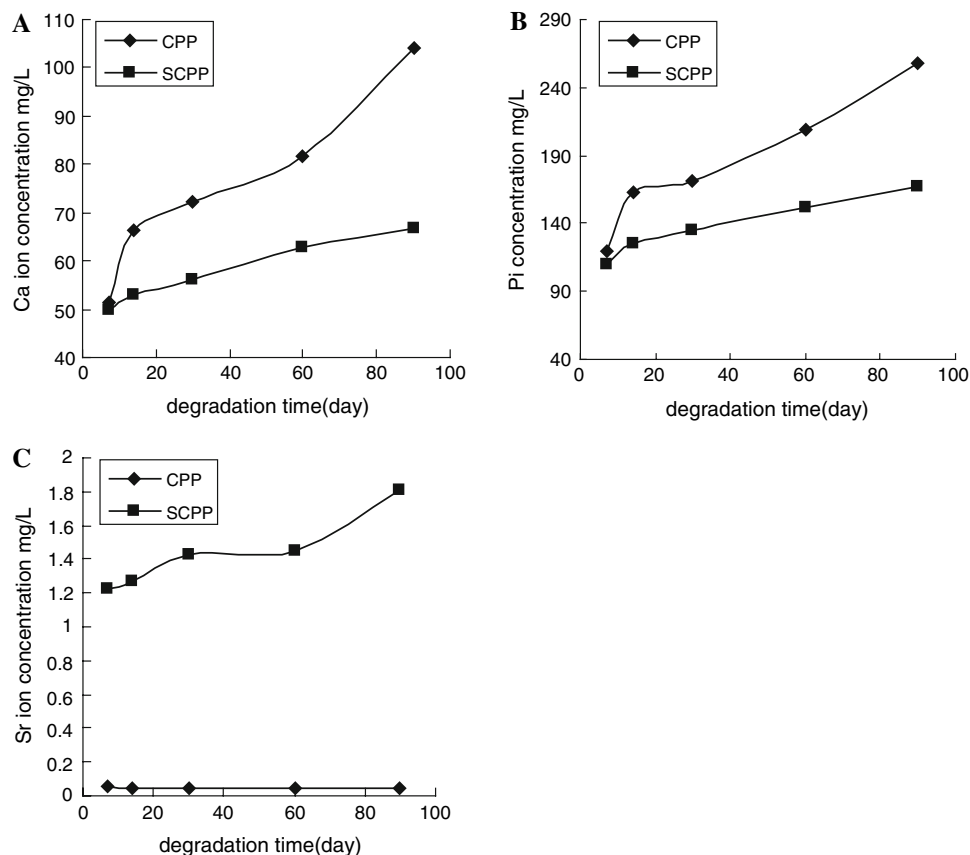 A
CPP
SCPP
Ca ion concentration mg/L
110
100
90
80
70
60
50
40
0
20
40
60
80
100
degradation time(day)
B
CPP
SCPP
Pi concentration mg/L
290
240
190
140
90
40
0
20
40
60
80
100
degradation time(day)
C
CPP
SCPP
Sr ion concentration mg/L
2
1.8
1.6
1.4
1.2
1
0.8
0.6
0.4
0.2
0
0
20
40
60
80
100
degradation time(day)